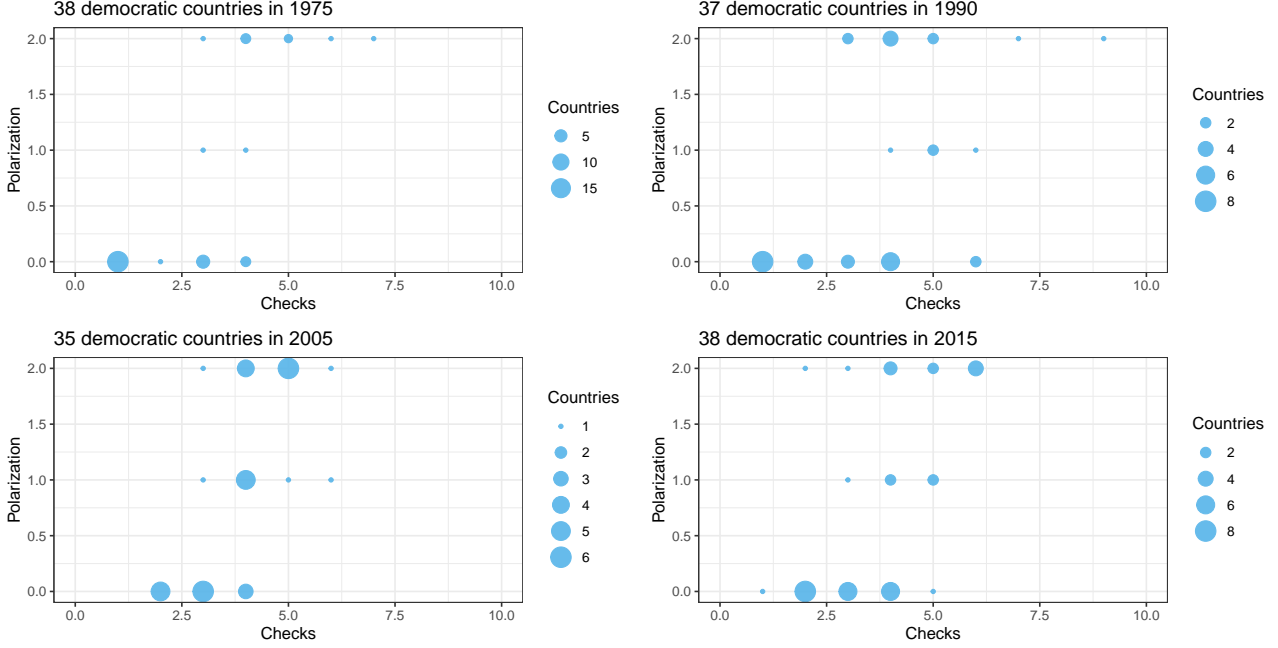 38 democratic countries in 1975
2.0
1.5
1.0
0.5
0.0
Polarization
0.0 2.5 5.0 7.5 10.0
Checks
Countries
5
10
15
37 democratic countries in 1990
2.0
1.5
1.0
0.5
0.0
Polarization
0.0 2.5 5.0 7.5 10.0
Checks
Countries
2
4
6
8
35 democratic countries in 2005
2.0
1.5
1.0
0.5
0.0
Polarization
0.0 2.5 5.0 7.5 10.0
Checks
Countries
1
2
3
4
5
6
38 democratic countries in 2015
2.0
1.5
1.0
0.5
0.0
Polarization
0.0 2.5 5.0 7.5 10.0
Checks
Countries
2
4
6
8